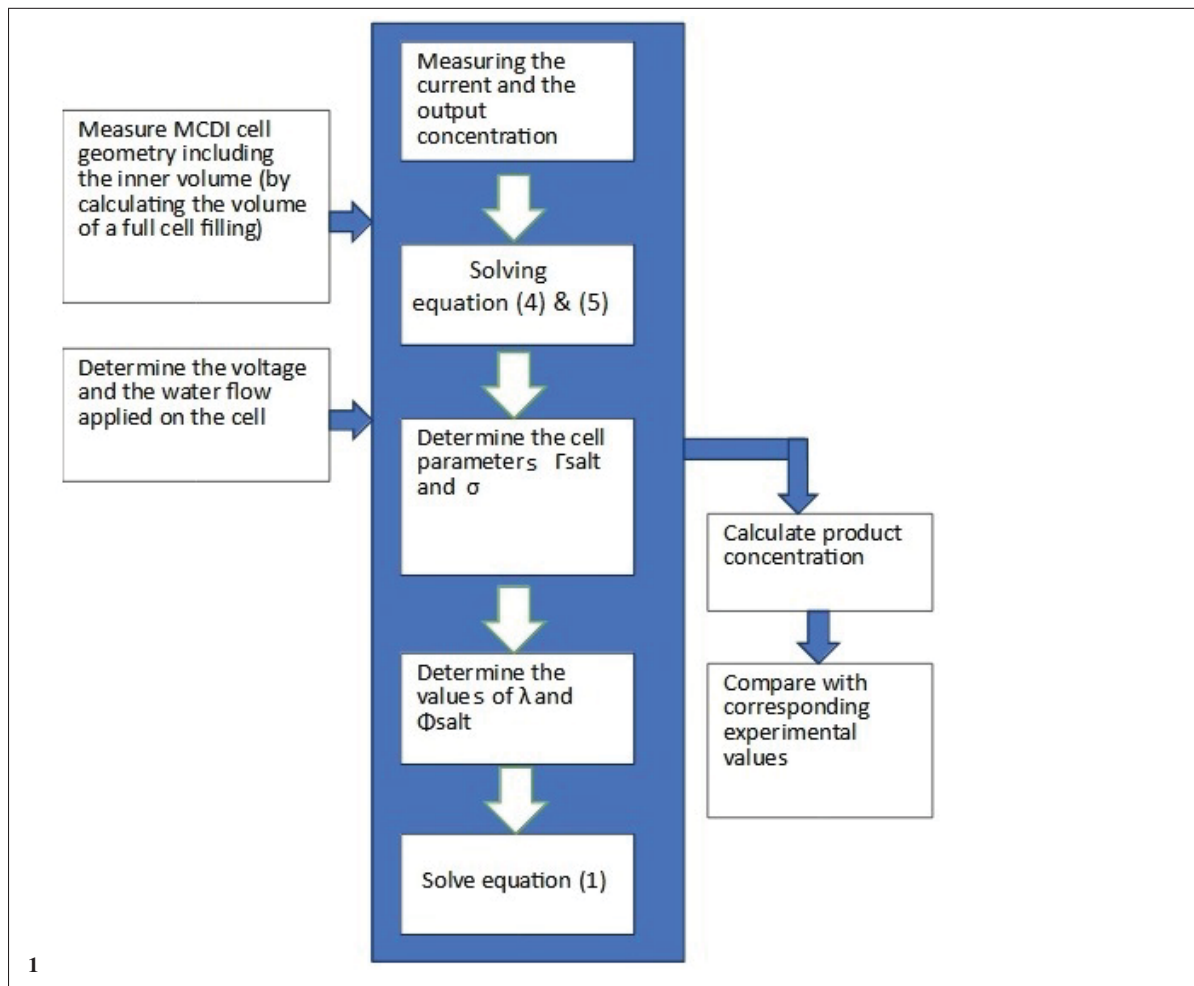 Measuring the
current and the
output
concentration
Measure MCDI cell
geometry including
the inner volume (by
calculating the volume
of a full cell filling)
Solving
equation (4) & (5)
Determine the voltage
and the water flow
applied on the cell
Determine the cell
parameters Γsalt
and σ
Calculate product
concentration
Determine the
values of λ and
Φsalt
Compare with
corresponding
experimental
values
Solve equation (1)
1